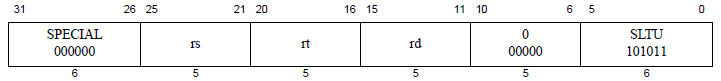 31 26 25 21 20 16 15 11 10 6 5 0
SPECIAL 0 SLTU
000000 rs rt rd 00000 101011
6 5 5 5 5 6